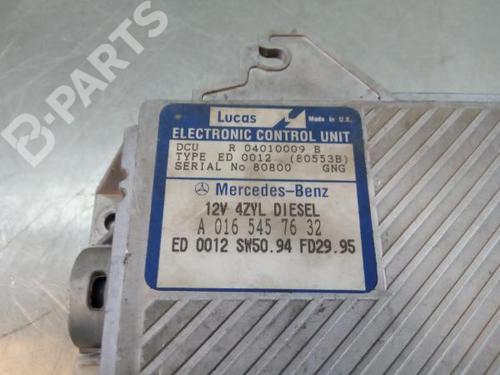 B-PARTS
Lucas Made in U.K.
ELECTRONIC CONTROL UNIT
DCU R 04010009 B
TYPE ED 0012 (80553B)
SERIAL No 80800 GNG
Mercedes-Benz
12V 4ZYL DIESEL
A 016 545 76 32
ED 0012 SW50.94 FD29.95